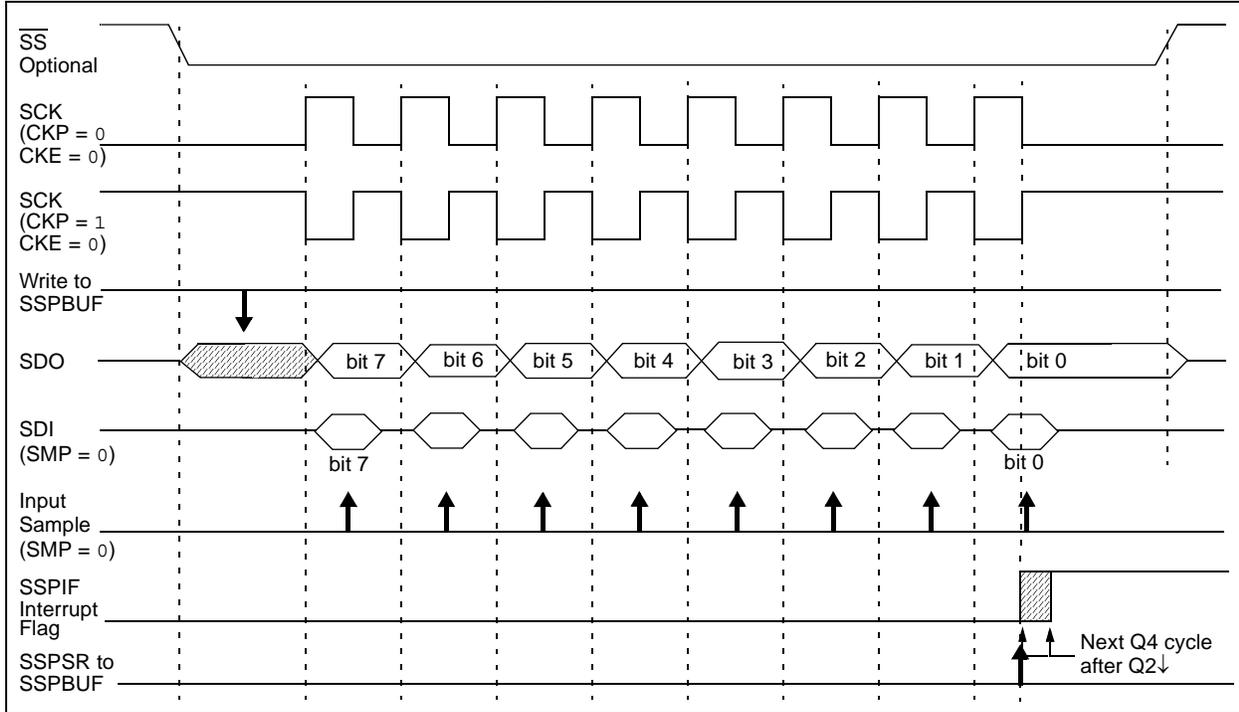 SS
Optional
SCK
(CKP = 0
CKE = 0)
SCK
(CKP = 1
CKE = 0)
Write to
SSPBUF
SDO
bit 7 bit 6 bit 5 bit 4 bit 3 bit 2 bit 1 bit 0
SDI
(SMP = 0)
bit 7 bit 0
Input
Sample
(SMP = 0)
SSPIF
Interrupt
Flag
Next Q4 cycle
after Q2↓
SSPSR to
SSPBUF